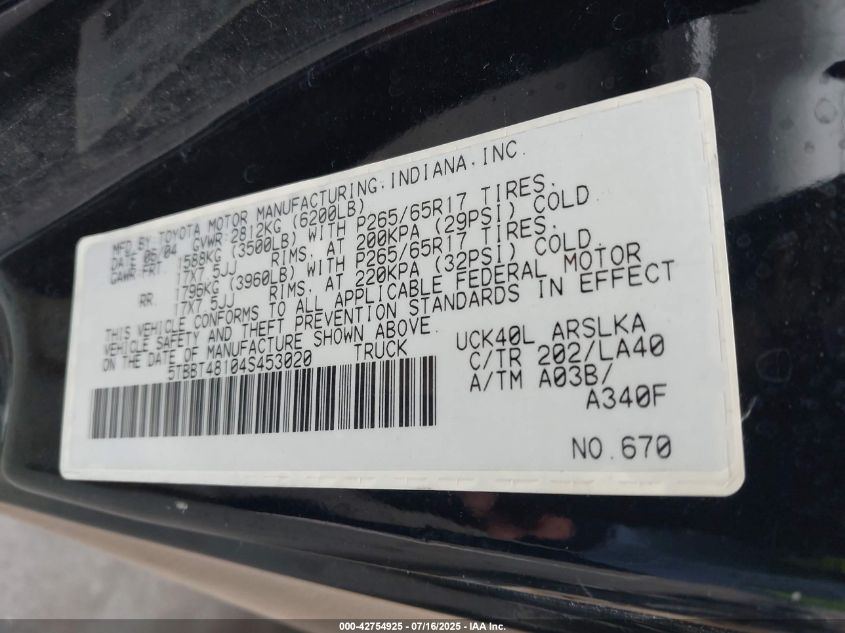 MFD.BY:TOYOTA MOTOR MANUFACTURING,INDIANA,INC.
DATE:06/04 GVWR:2812KG (6200LB)
GAWR:FRT. 1588KG (3500LB) WITH P265/65R17 TIRES,
17X7.5JJ RIMS, AT 200KPA (29PSI) COLD
RR. 1796KG (3960LB) WITH P265/65R17 TIRES,
17X7.5JJ RIMS, AT 220KPA (32PSI) COLD.
THIS VEHICLE CONFORMS TO ALL APPLICABLE FEDERAL MOTOR
VEHICLE SAFETY AND THEFT PREVENTION STANDARDS IN EFFECT
ON THE DATE OF MANUFACTURE SHOWN ABOVE.
5TBBT48104S453020 TRUCK
UCK40L ARSLKA
C/TR 202/LA40
A/TM A03B/
A340F
NO.670
000-42754925 - 07/16/2025 - IAA Inc.